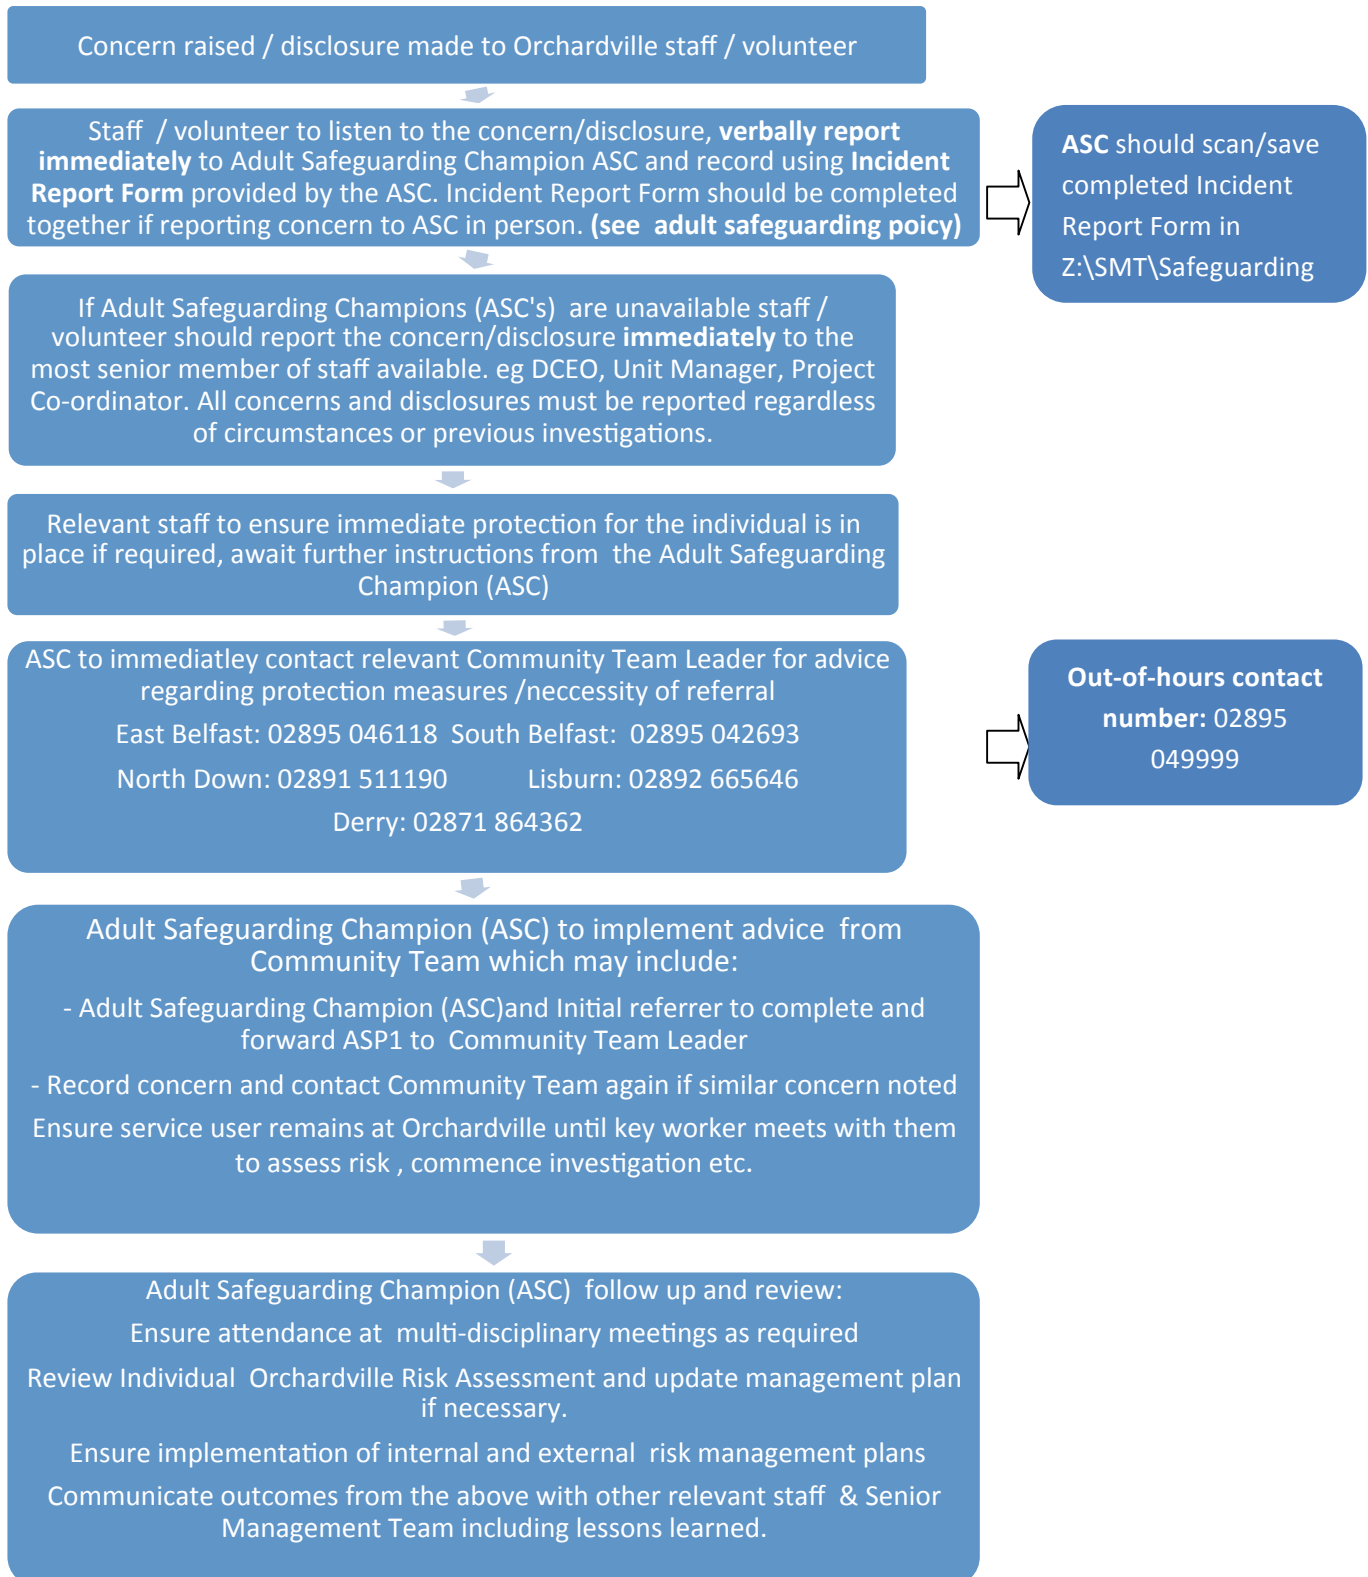 Concern raised / disclosure made to Orchardville staff / volunteer
Staff / volunteer to listen to the concern/disclosure, verbally report
immediately to Adult Safeguarding Champion ASC and record using Incident
Report Form provided by the ASC. Incident Report Form should be completed
together if reporting concern to ASC in person. (see adult safeguarding poicy)
ASC should scan/save
completed Incident
Report Form in
Z:\SMT\Safeguarding
If Adult Safeguarding Champions (ASC's) are unavailable staff /
volunteer should report the concern/disclosure immediately to the
most senior member of staff available. eg DCEO, Unit Manager, Project
Co-ordinator. All concerns and disclosures must be reported regardless
of circumstances or previous investigations.
Relevant staff to ensure immediate protection for the individual is in
place if required, await further instructions from the Adult Safeguarding
Champion (ASC)
ASC to immediatley contact relevant Community Team Leader for advice
regarding protection measures /neccessity of referral
East Belfast: 02895 046118 South Belfast: 02895 042693
North Down: 02891 511190 Lisburn: 02892 665646
Derry: 02871 864362
Out-of-hours contact
number: 02895
049999
Adult Safeguarding Champion (ASC) to implement advice from
Community Team which may include:
- Adult Safeguarding Champion (ASC)and Initial referrer to complete and
forward ASP1 to Community Team Leader
- Record concern and contact Community Team again if similar concern noted
Ensure service user remains at Orchardville until key worker meets with them
to assess risk , commence investigation etc.
Adult Safeguarding Champion (ASC) follow up and review:
Ensure attendance at multi-disciplinary meetings as required
Review Individual Orchardville Risk Assessment and update management plan
if necessary.
Ensure implementation of internal and external risk management plans
Communicate outcomes from the above with other relevant staff & Senior
Management Team including lessons learned.